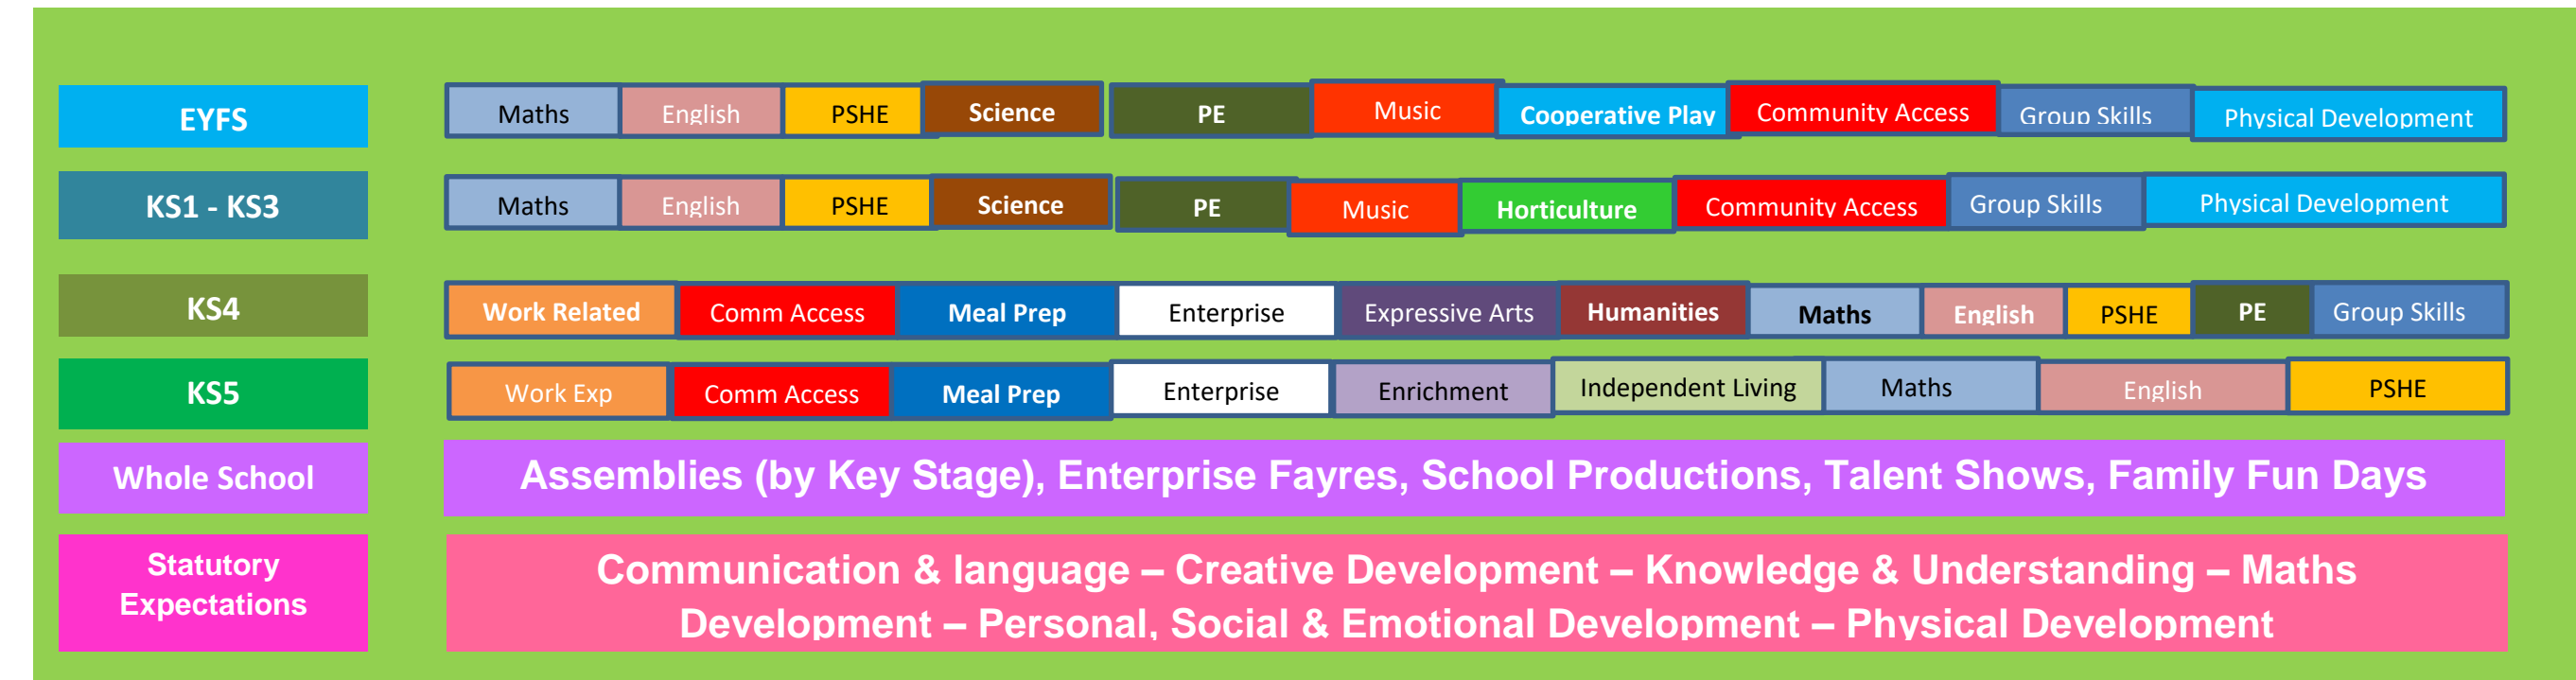 EYFS Maths English PSHE Science PE Music Cooperative Play Community Access Group Skills Physical Development
KS1 - KS3 Maths English PSHE Science PE Music Horticulture Community Access Group Skills Physical Development
KS4 Work Related Comm Access Meal Prep Enterprise Expressive Arts Humanities Maths English PSHE PE Group Skills
KS5 Work Exp Comm Access Meal Prep Enterprise Enrichment Independent Living Maths English PSHE
Whole School Assemblies (by Key Stage), Enterprise Fayres, School Productions, Talent Shows, Family Fun Days
Statutory
Expectations
Communication & language – Creative Development – Knowledge & Understanding – Maths
Development – Personal, Social & Emotional Development – Physical Development